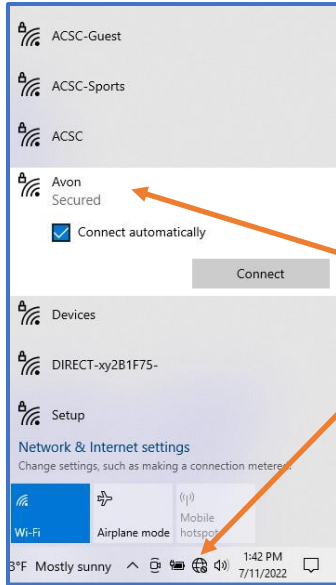 ACSC-Guest
ACSC-Sports
ACSC
Avon
Secured
Connect automatically
Connect
Devices
DIRECT-xy2B1F75-
Setup
Network & Internet settings
Change settings, such as making a connection metered.
Wi-Fi
Airplane mode
Mobile
hotspot
3°F Mostly sunny
1:42 PM
7/11/2022